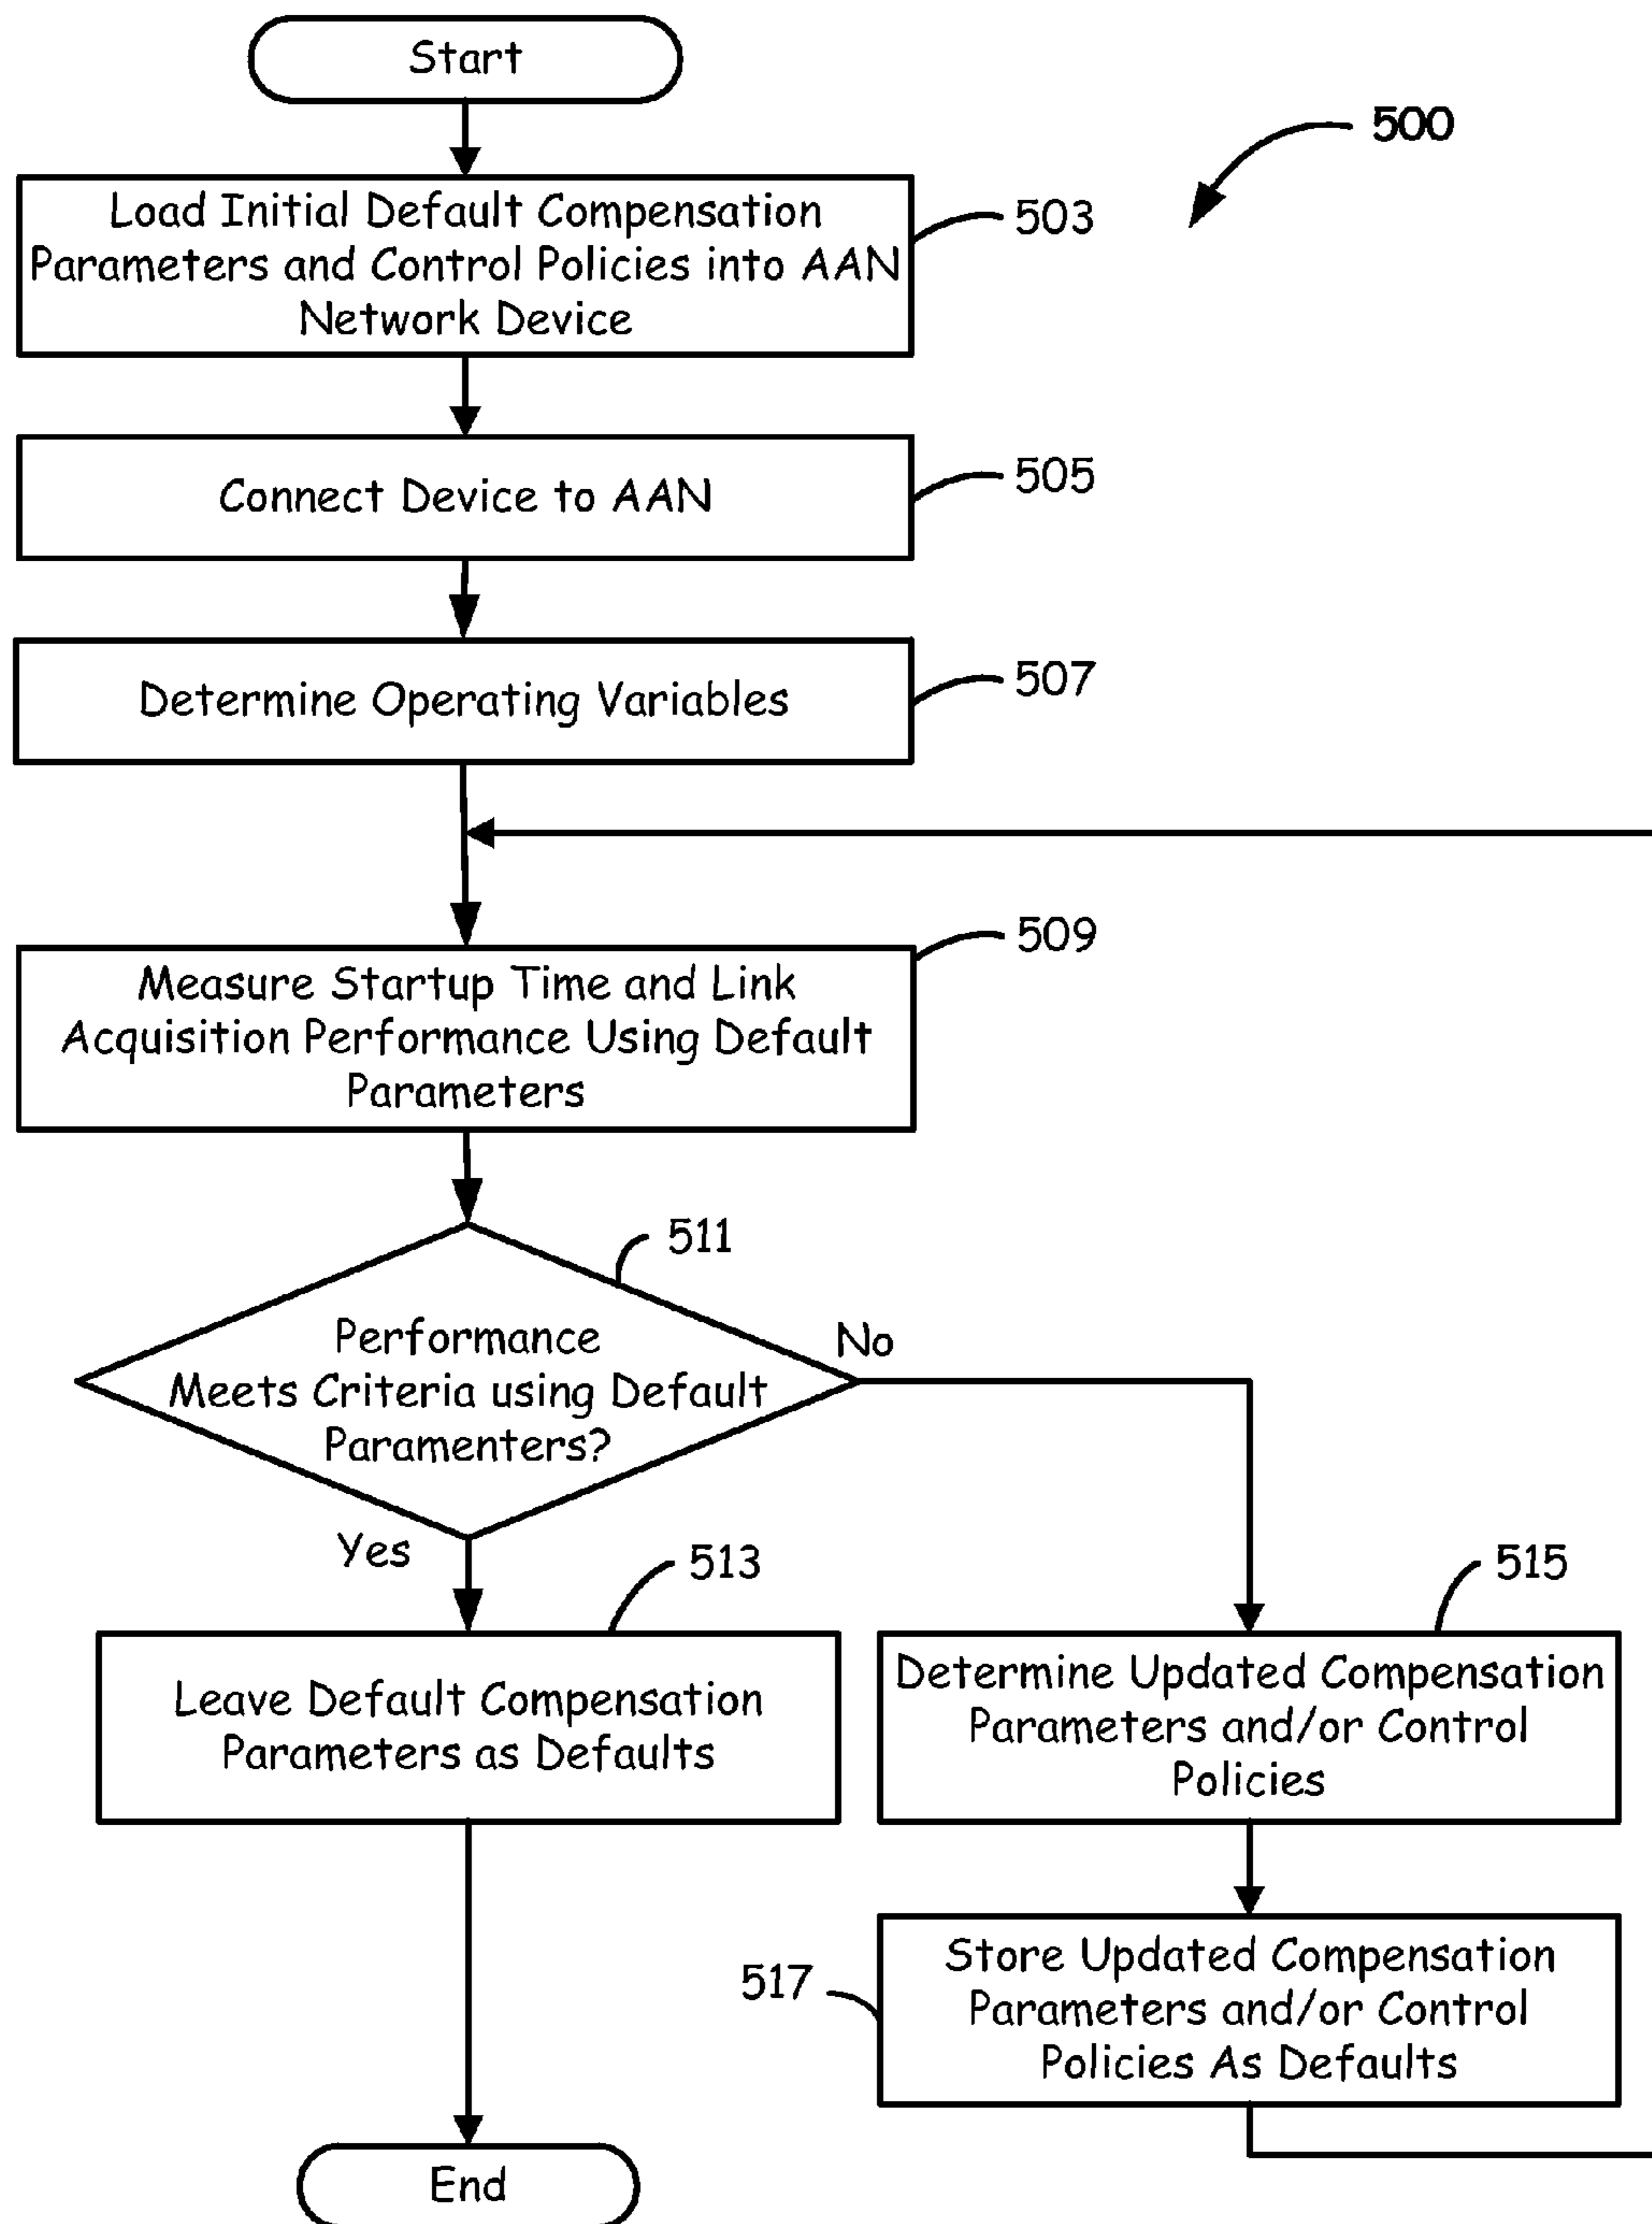 Start
500
Load Initial Default Compensation
Parameters and Control Policies into AAN
Network Device
503
Connect Device to AAN
505
Determine Operating Variables
507
509
Measure Startup Time and Link
Acquisition Performance Using Default
Parameters
511
Performance
Meets Criteria using Default
Paramenters?
No
Yes
513
515
Leave Default Compensation
Parameters as Defaults
Determine Updated Compensation
Parameters and/or Control
Policies
517
Store Updated Compensation
Parameters and/or Control
Policies As Defaults
End